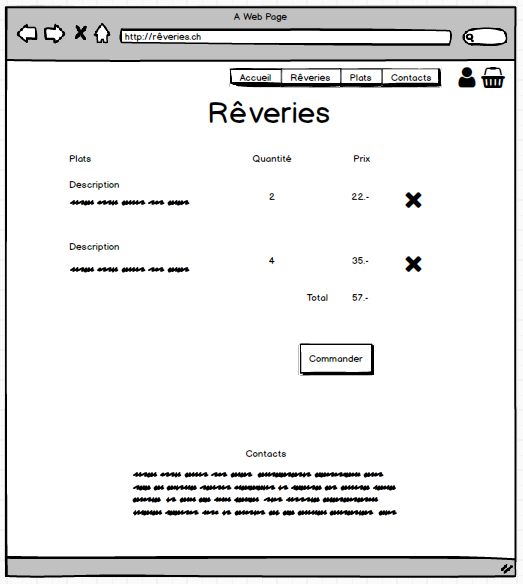 A Web Page
http://rêveries.ch
Accueil Rêveries Plats Contacts
Rêveries
Plats Quantité Prix
Description
2 22.-
Description
4 35.-
Total 57.-
Commander
Contacts